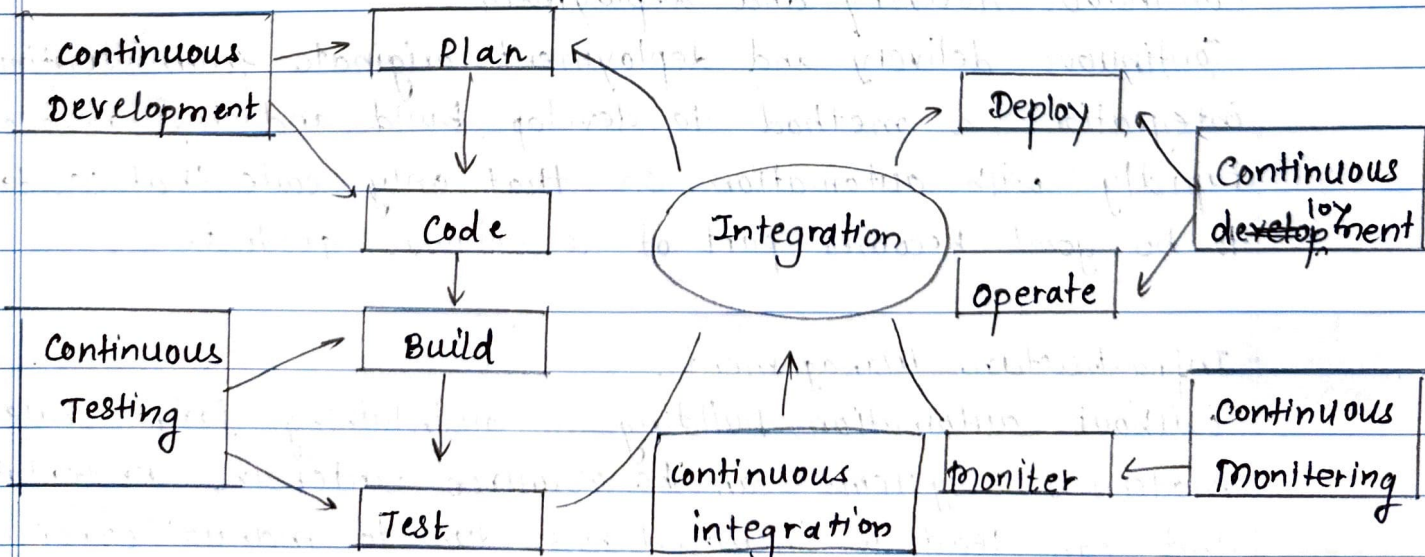 Continuous
Development
Plan
Deploy
Continuous
deployment
Code
Integration
operate
Continuous
Testing
Build
Continuous
Monitering
Moniter
continuous
integration
Test